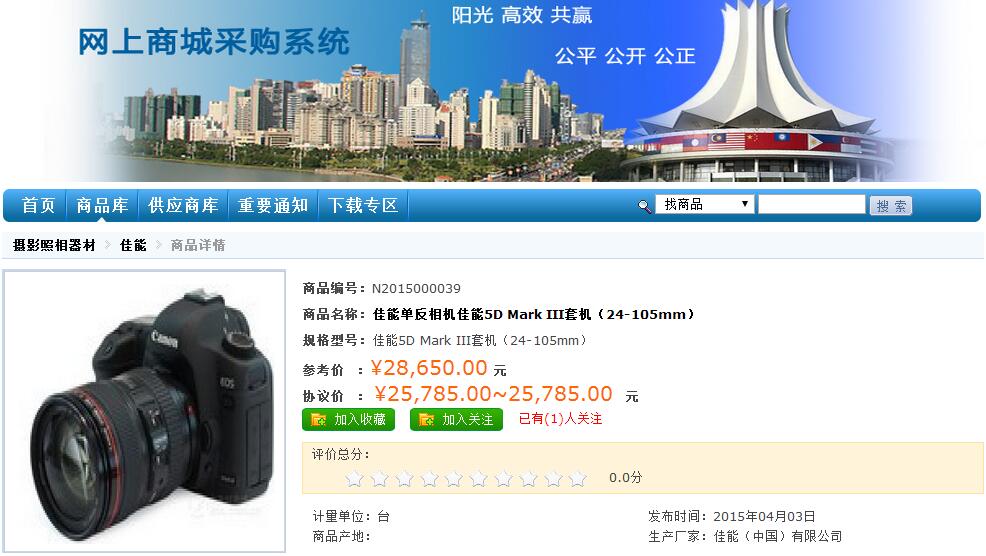 阳光 高效 共赢
网上商城采购系统
公平 公开 公正
首页 商品库 供应商库 重要通知 下载专区 找商品 搜 索
摄影照相器材 佳能 商品详情
Canon
EOS
商品编号：N2015000039
商品名称：佳能单反相机佳能5D Mark III套机（24-105mm）
规格型号：佳能5D Mark III套机（24-105mm）
参考价 ：¥28,650.00 元
协议价 ：¥25,785.00~25,785.00 元
加入收藏 加入关注 已有(1)人关注
评价总分：
0.0分
计量单位：台 发布时间：2015年04月03日
商品产地： 生产厂家：佳能（中国）有限公司